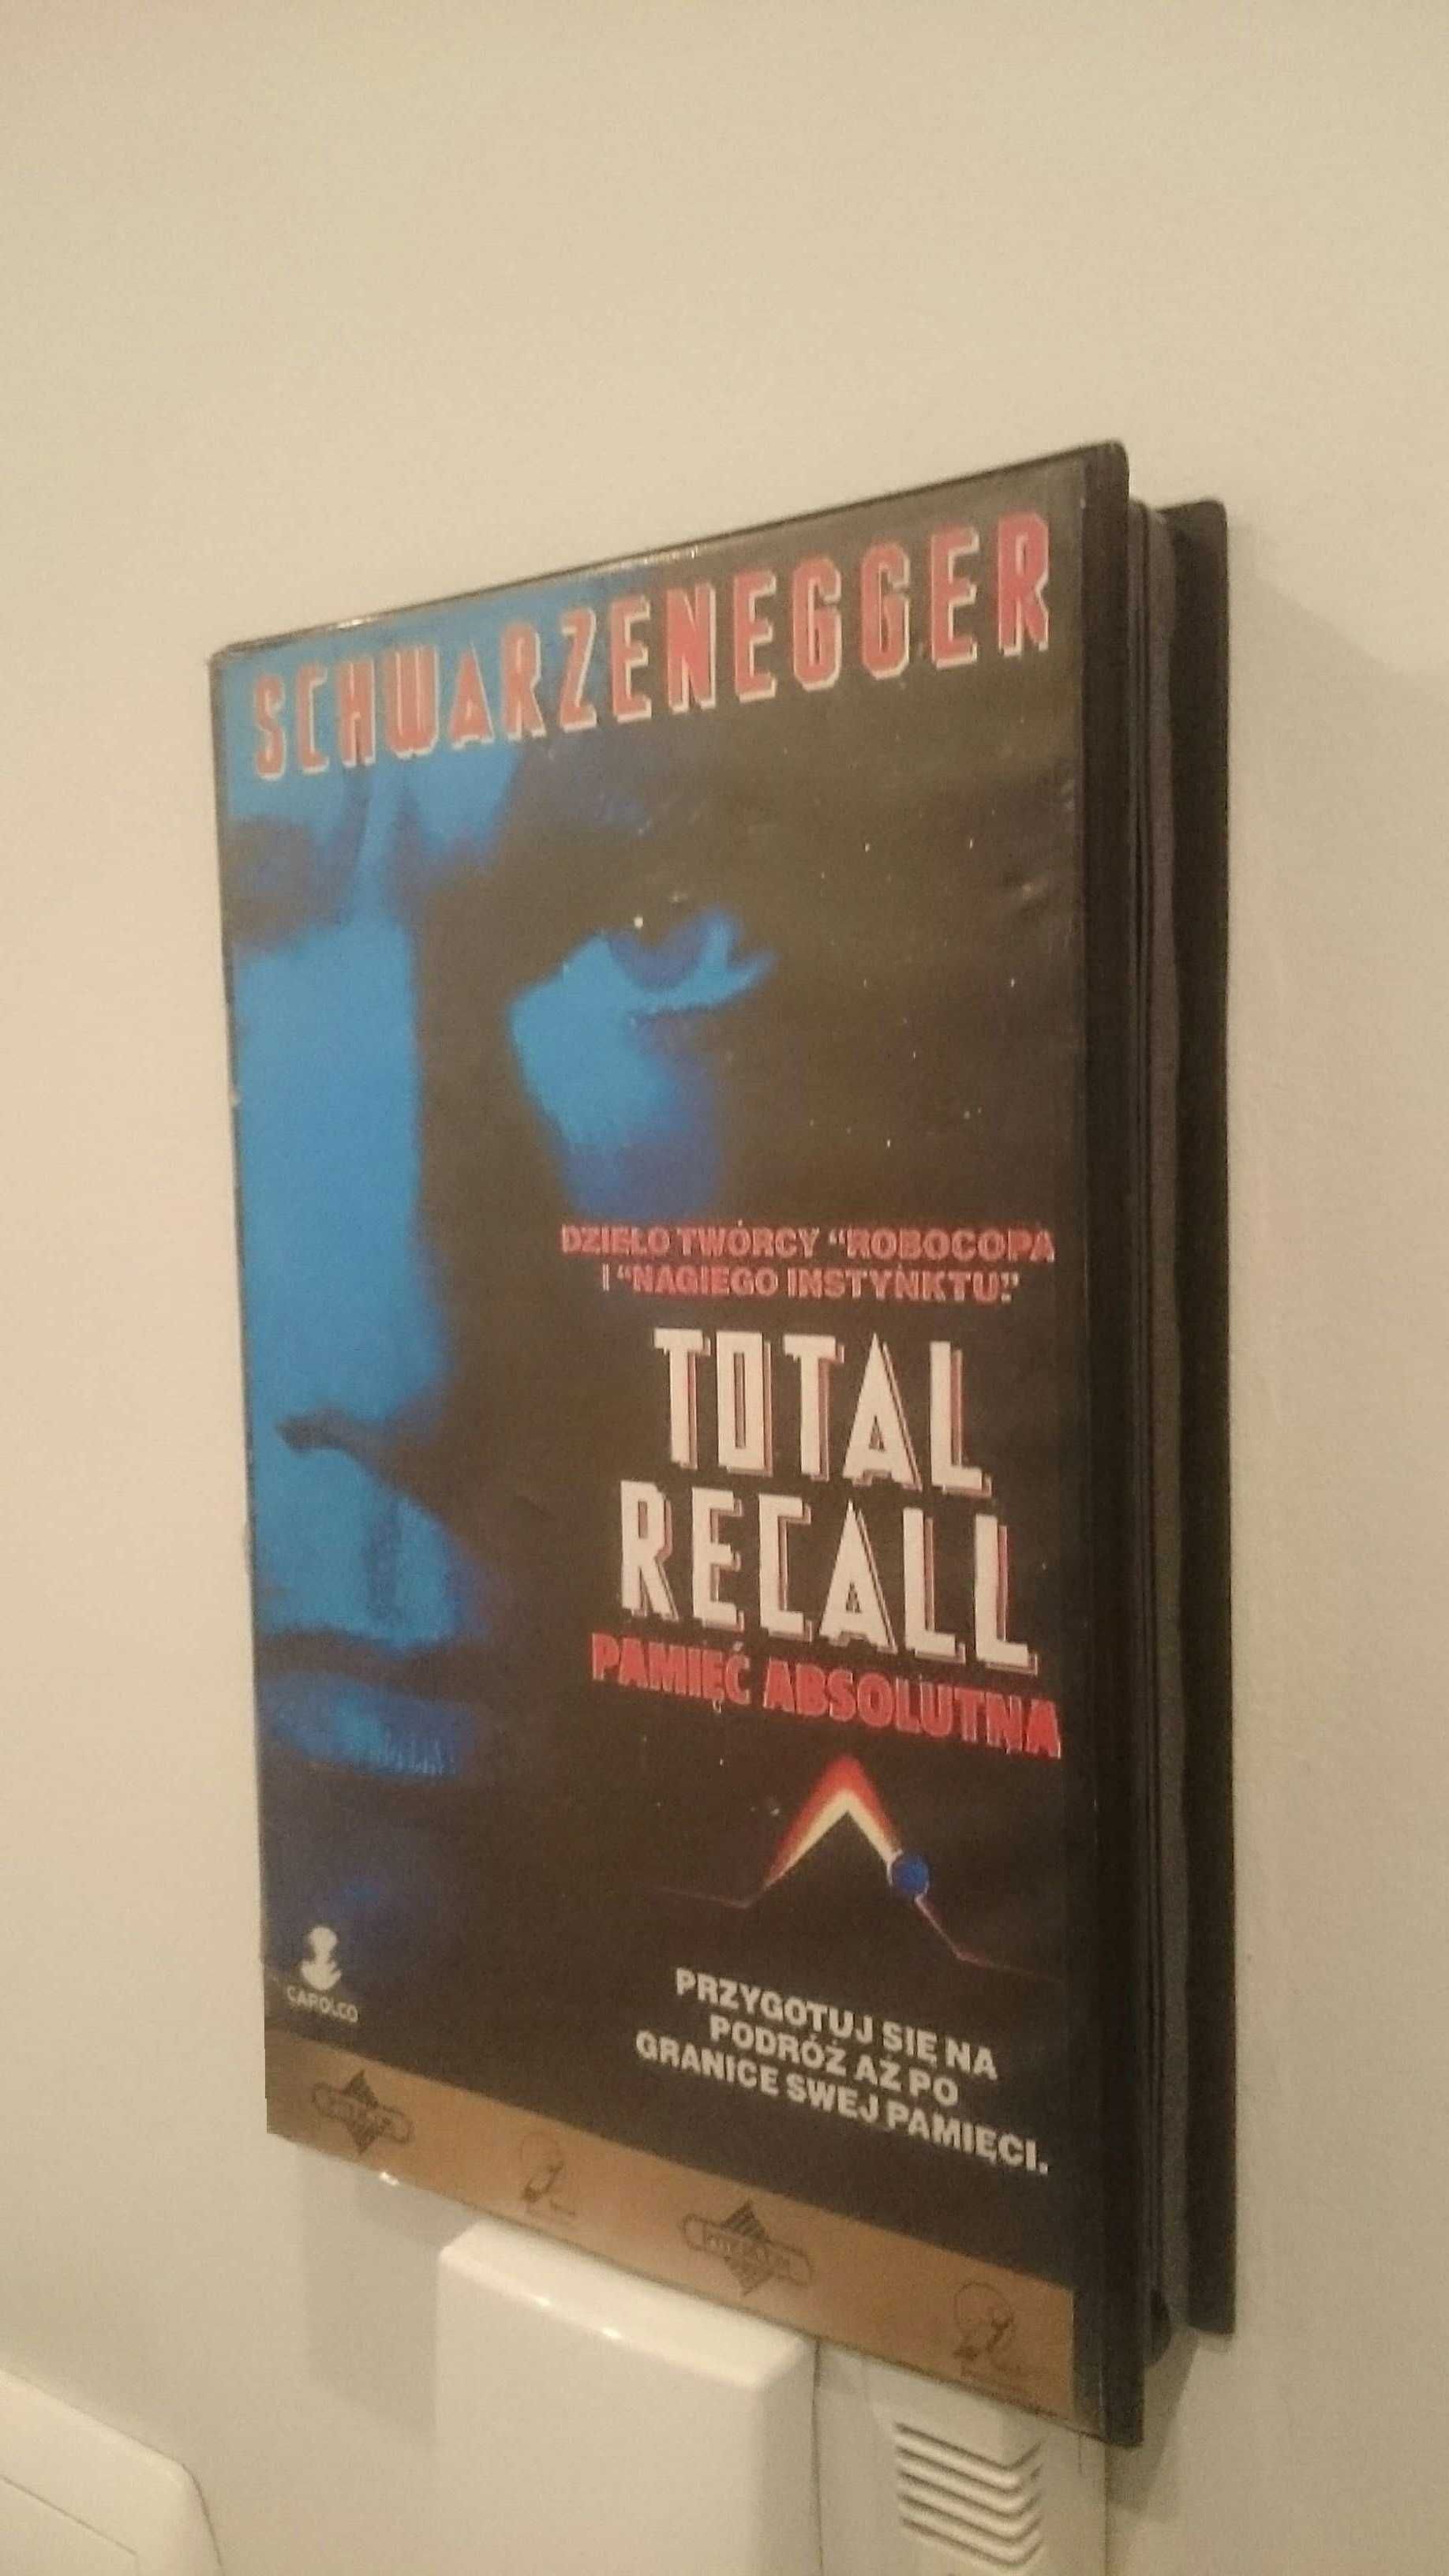 SCHWARZENEGGER
DZIEŁO TWÓRCY “ROBOCOPA
I “NAGIEGO INSTYNKTU.”
TOTAL
RECALL
PAMIĘĆ ABSOLUTNA
CAROLCO
PRZYGOTUJ SIĘ NA
PODRÓŻ AŻ PO
GRANICE SWEJ PAMIĘCI.